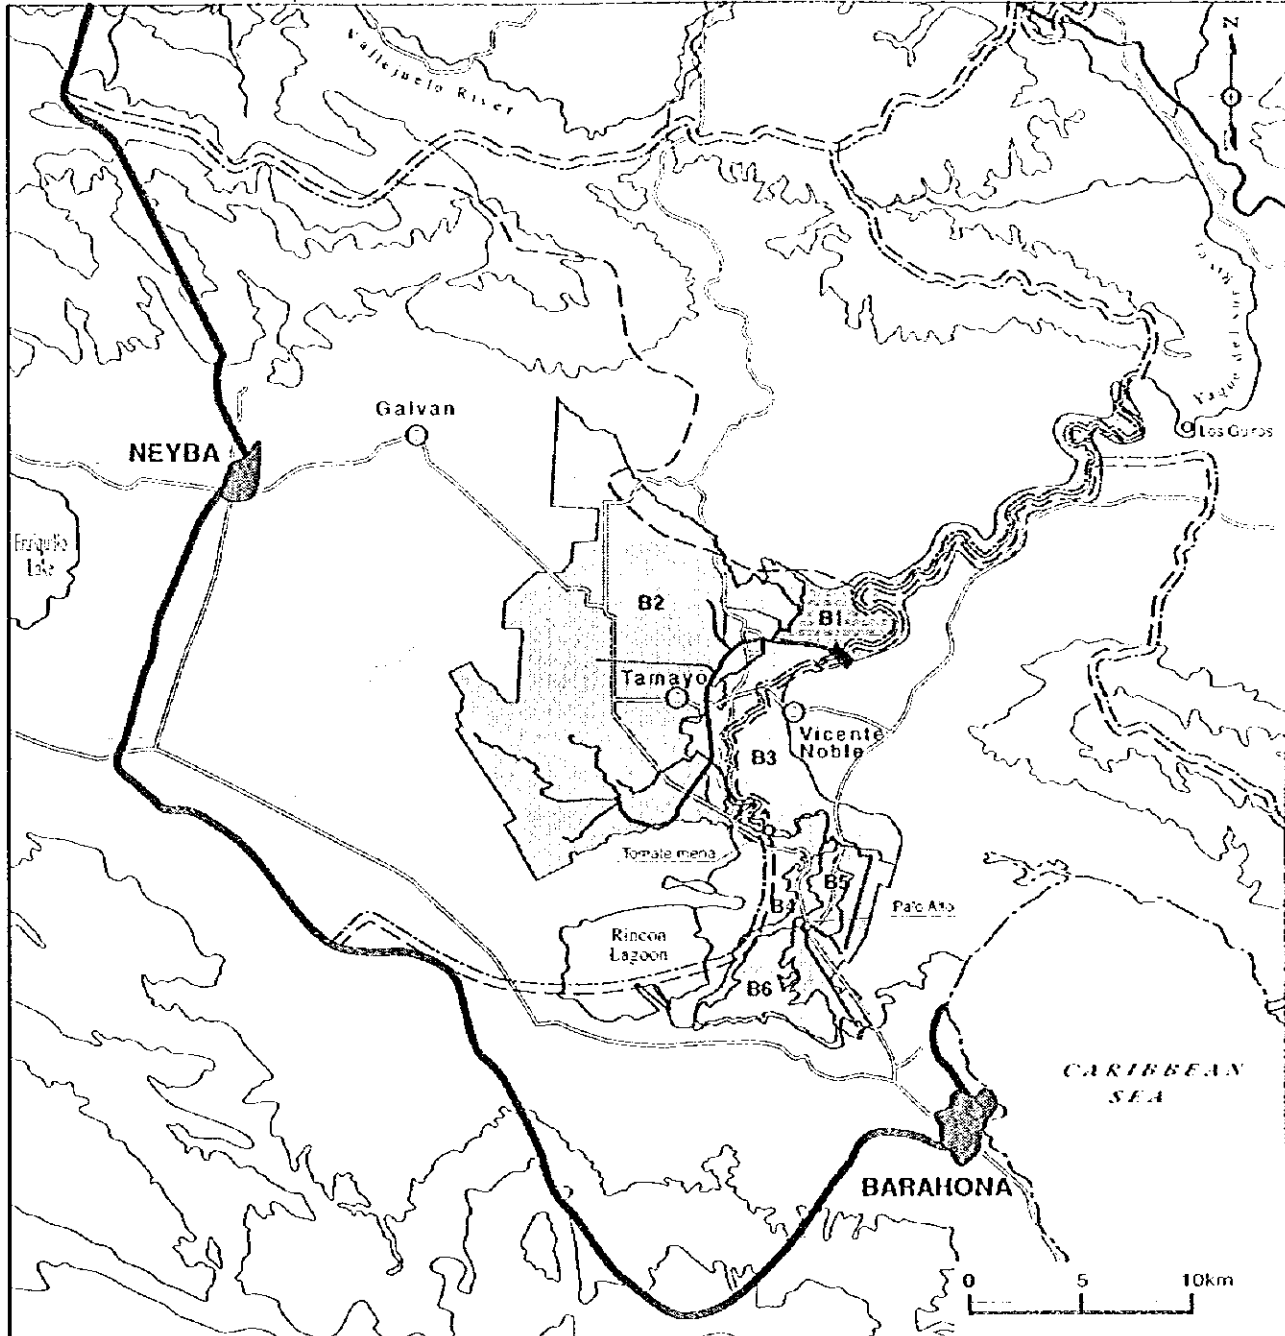 N
Vallejuelo River
Galvan
NEYBA
Los Guros
Enriquillo
Lake
B2
B1
Tamayo
Vicente
Noble
B3
Tomate mena
B5
B4
Palo Alto
Rincon
Lagoon
B6
CARIBBEAN
SEA
BARAHONA
0 5 10km